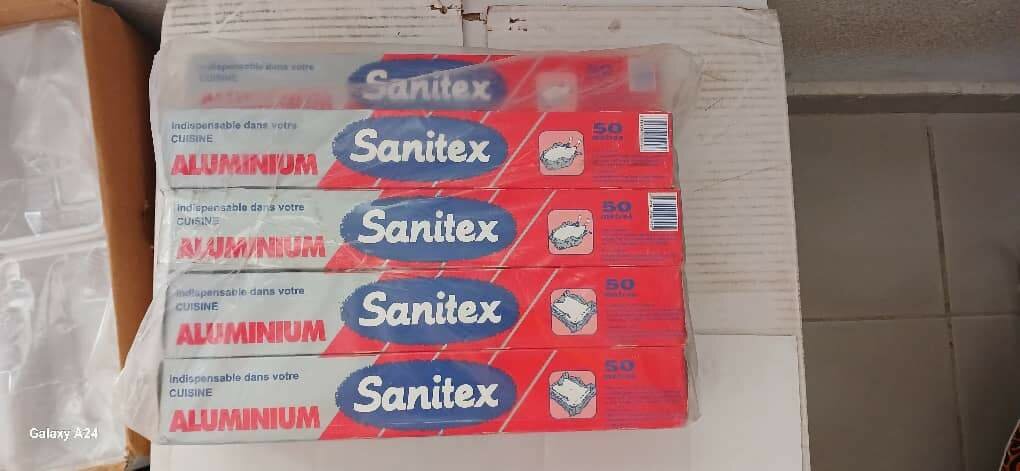 indispensable dans votre
CUISINE
ALUMINIUM
Sanitex
50
indispensable dans votre
CUISINE
ALUMINIUM
Sanitex
50
mètres
indispensable dans votre
CUISINE
ALUMINIUM
Sanitex
50
mètres
indispensable dans votre
CUISINE
ALUMINIUM
Sanitex
50
mètres
indispensable dans votre
CUISINE
ALUMINIUM
Sanitex
50
mètres
Galaxy A24